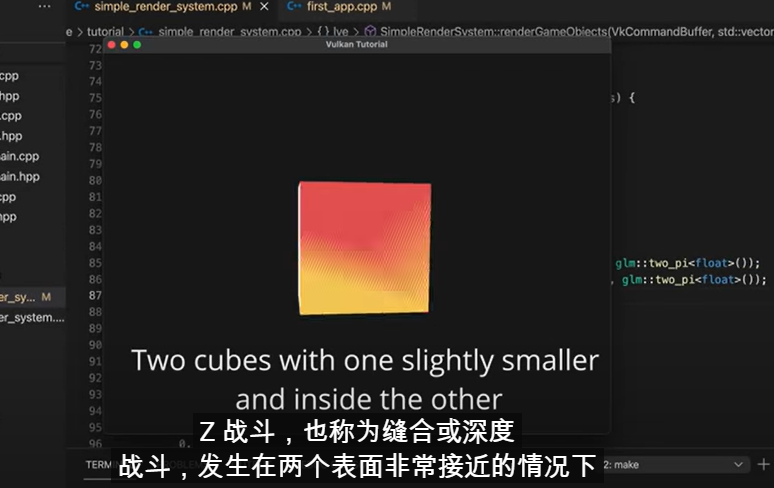 simple_render_system.cpp M
first_app.cpp M
e > tutorial > simple_render_system.cpp > {} lve > SimpleRenderSystem::renderGameObjects(VkCommandBuffer, std::vector
Vulkan Tutorial
72
73
74
75
s) {
76
77
78
79
80
81
82
83
84
85
glm::two_pi<float>());
86
, glm::two_pi<float>());
87
88
89
90
91
92
93
94
95
96
0,
cpp
hpp
.cpp
.hpp
ain.cpp
ain.hpp
cpp
hpp
er_sy... M
er_system....
Two cubes with one slightly smaller
and inside the other
TERM
2: make
Z 战斗，也称为缝合或深度
战斗，发生在两个表面非常接近的情况下